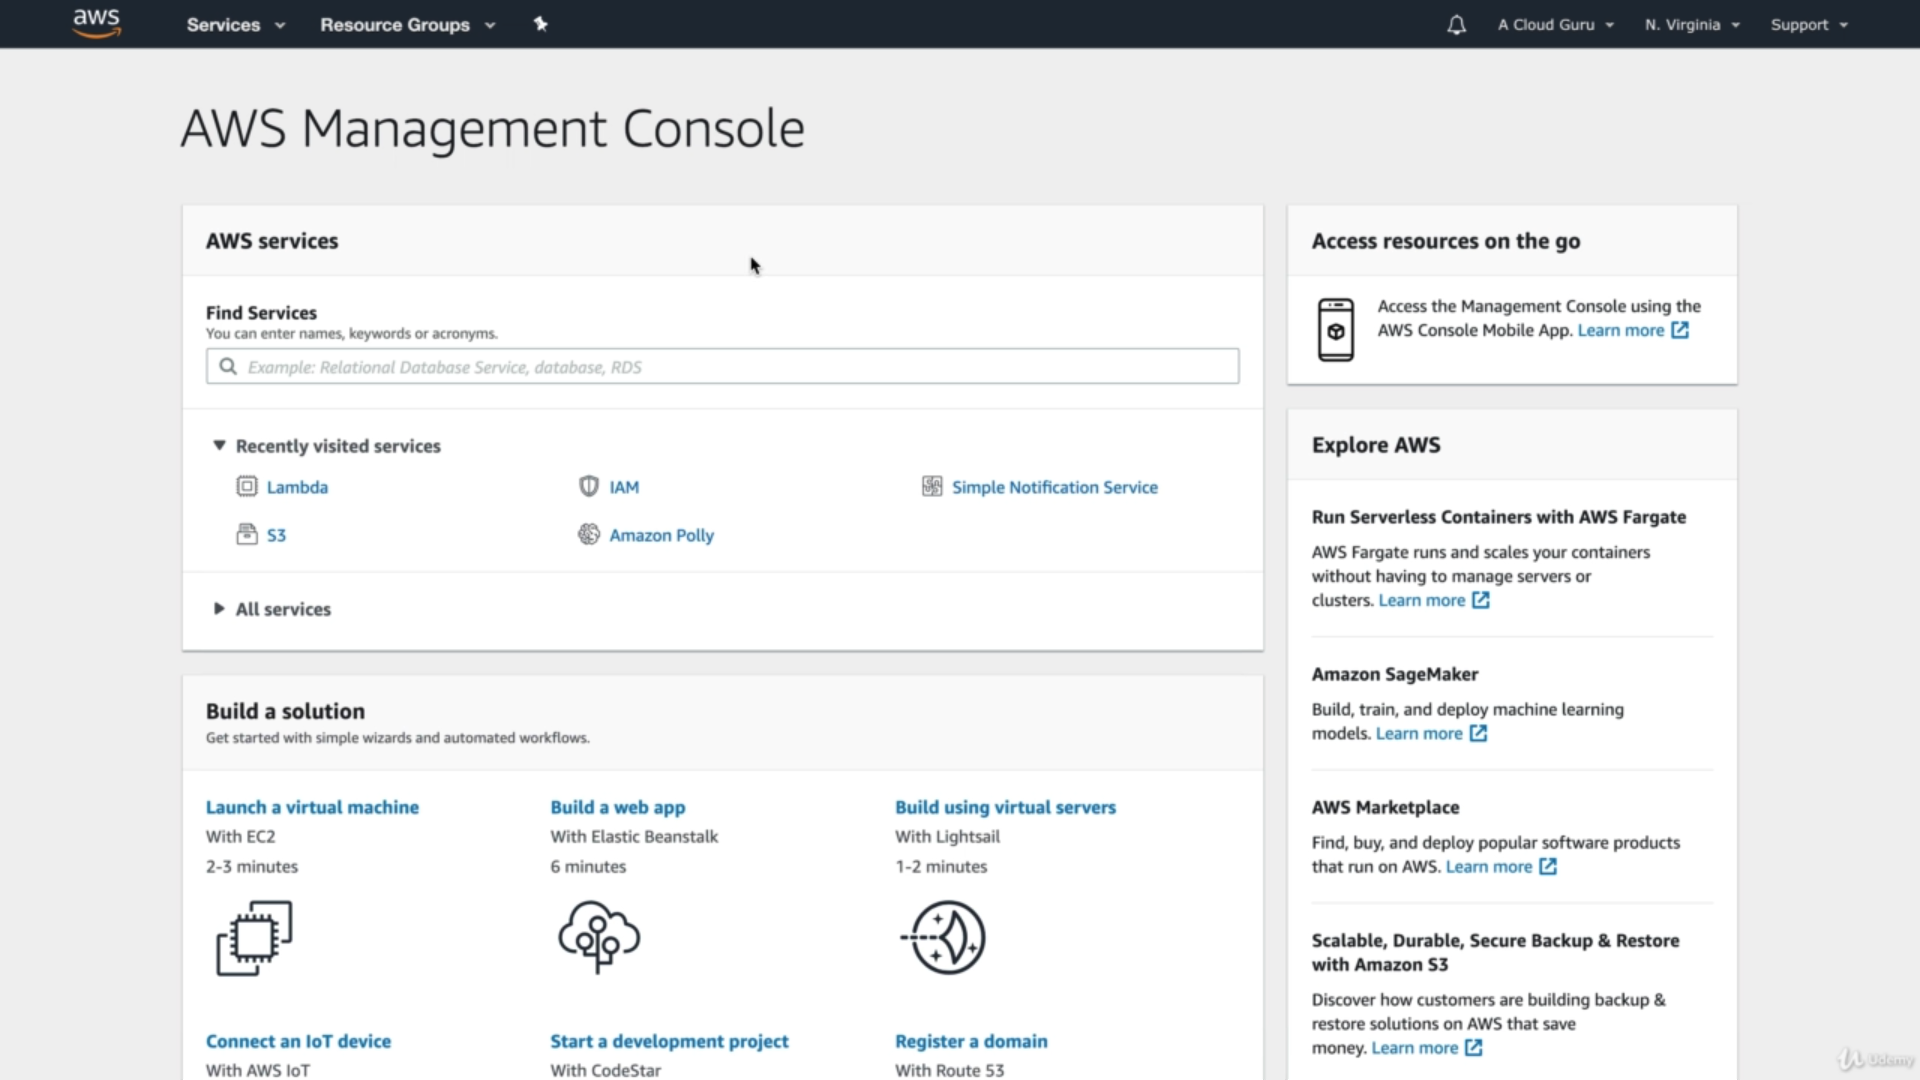 aws Services Resource Groups A Cloud Guru N. Virginia Support
AWS Management Console
AWS services
Find Services
You can enter names, keywords or acronyms.
Example: Relational Database Service, database, RDS
Recently visited services
Lambda
IAM
Simple Notification Service
S3
Amazon Polly
All services
Build a solution
Get started with simple wizards and automated workflows.
Launch a virtual machine
With EC2
2-3 minutes
Build a web app
With Elastic Beanstalk
6 minutes
Build using virtual servers
With Lightsail
1-2 minutes
Connect an IoT device
With AWS IoT
Start a development project
With CodeStar
Register a domain
With Route 53
Access resources on the go
Access the Management Console using the
AWS Console Mobile App. Learn more
Explore AWS
Run Serverless Containers with AWS Fargate
AWS Fargate runs and scales your containers
without having to manage servers or
clusters. Learn more
Amazon SageMaker
Build, train, and deploy machine learning
models. Learn more
AWS Marketplace
Find, buy, and deploy popular software products
that run on AWS. Learn more
Scalable, Durable, Secure Backup & Restore
with Amazon S3
Discover how customers are building backup &
restore solutions on AWS that save
money. Learn more
Udemy